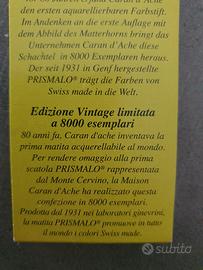 den ersten aquarellierbaren Farbstift.
Im Andenken an die erste Auflage mit
dem Abbild des Matterhorns bringt das
Unternehmen Caran d'Ache diese
Schachtel in 8000 Exemplaren heraus.
Der seit 1931 in Genf hergestellte
PRISMALO® trägt die Farben von
Swiss made in die Welt.
Edizione Vintage limitata
a 8000 esemplari
80 anni fa, Caran d'ache inventava la
prima matita acquerellabile al mondo.
Per rendere omaggio alla prima
scatola PRISMALO® rappresentata
dal Monte Cervino, la Maison
Caran d'Ache ha realizzato questa
confezione in 8000 esemplari.
Prodotta dal 1931 nei laboratori ginevrini,
la matita PRISMALO® promuove in tutto
il mondo i colori Swiss made.
subito